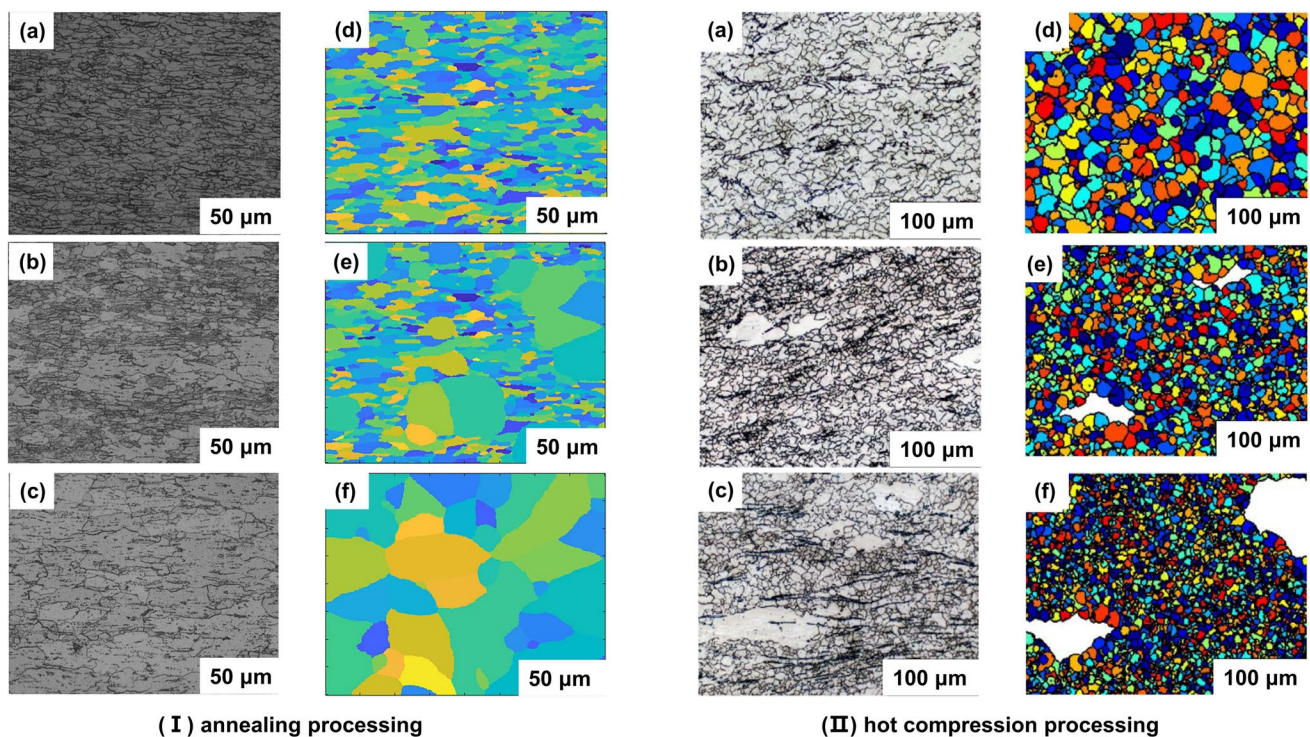 (a)
50 μm
(d)
50 μm
(a)
100 μm
(d)
100 μm
(b)
50 μm
(e)
50 μm
(b)
100 μm
(e)
100 μm
(c)
50 μm
(f)
50 μm
(c)
100 μm
(f)
100 μm
(Ⅰ) annealing processing
(Ⅱ) hot compression processing